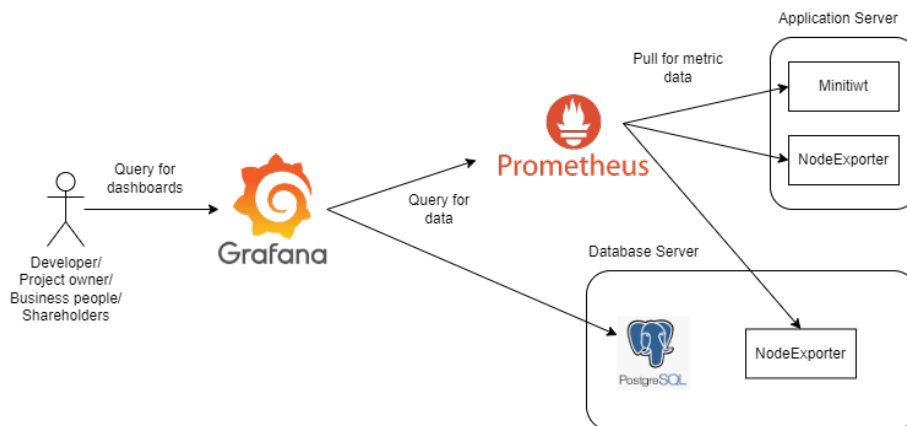 Application Server
Pull for metric
data
Minitiwt
NodeExporter
Prometheus
Query for
dashboards
Query for
data
Grafana
Developer/
Project owner/
Business people/
Shareholders
Database Server
PostgreSQL
NodeExporter